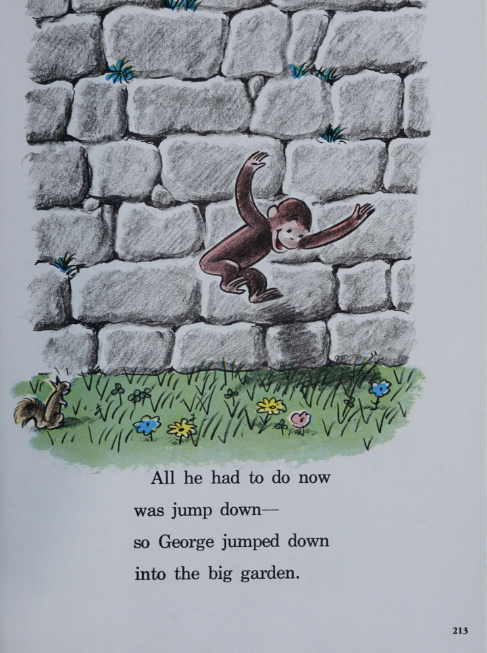 All he had to do now
was jump down—
so George jumped down
into the big garden.
213